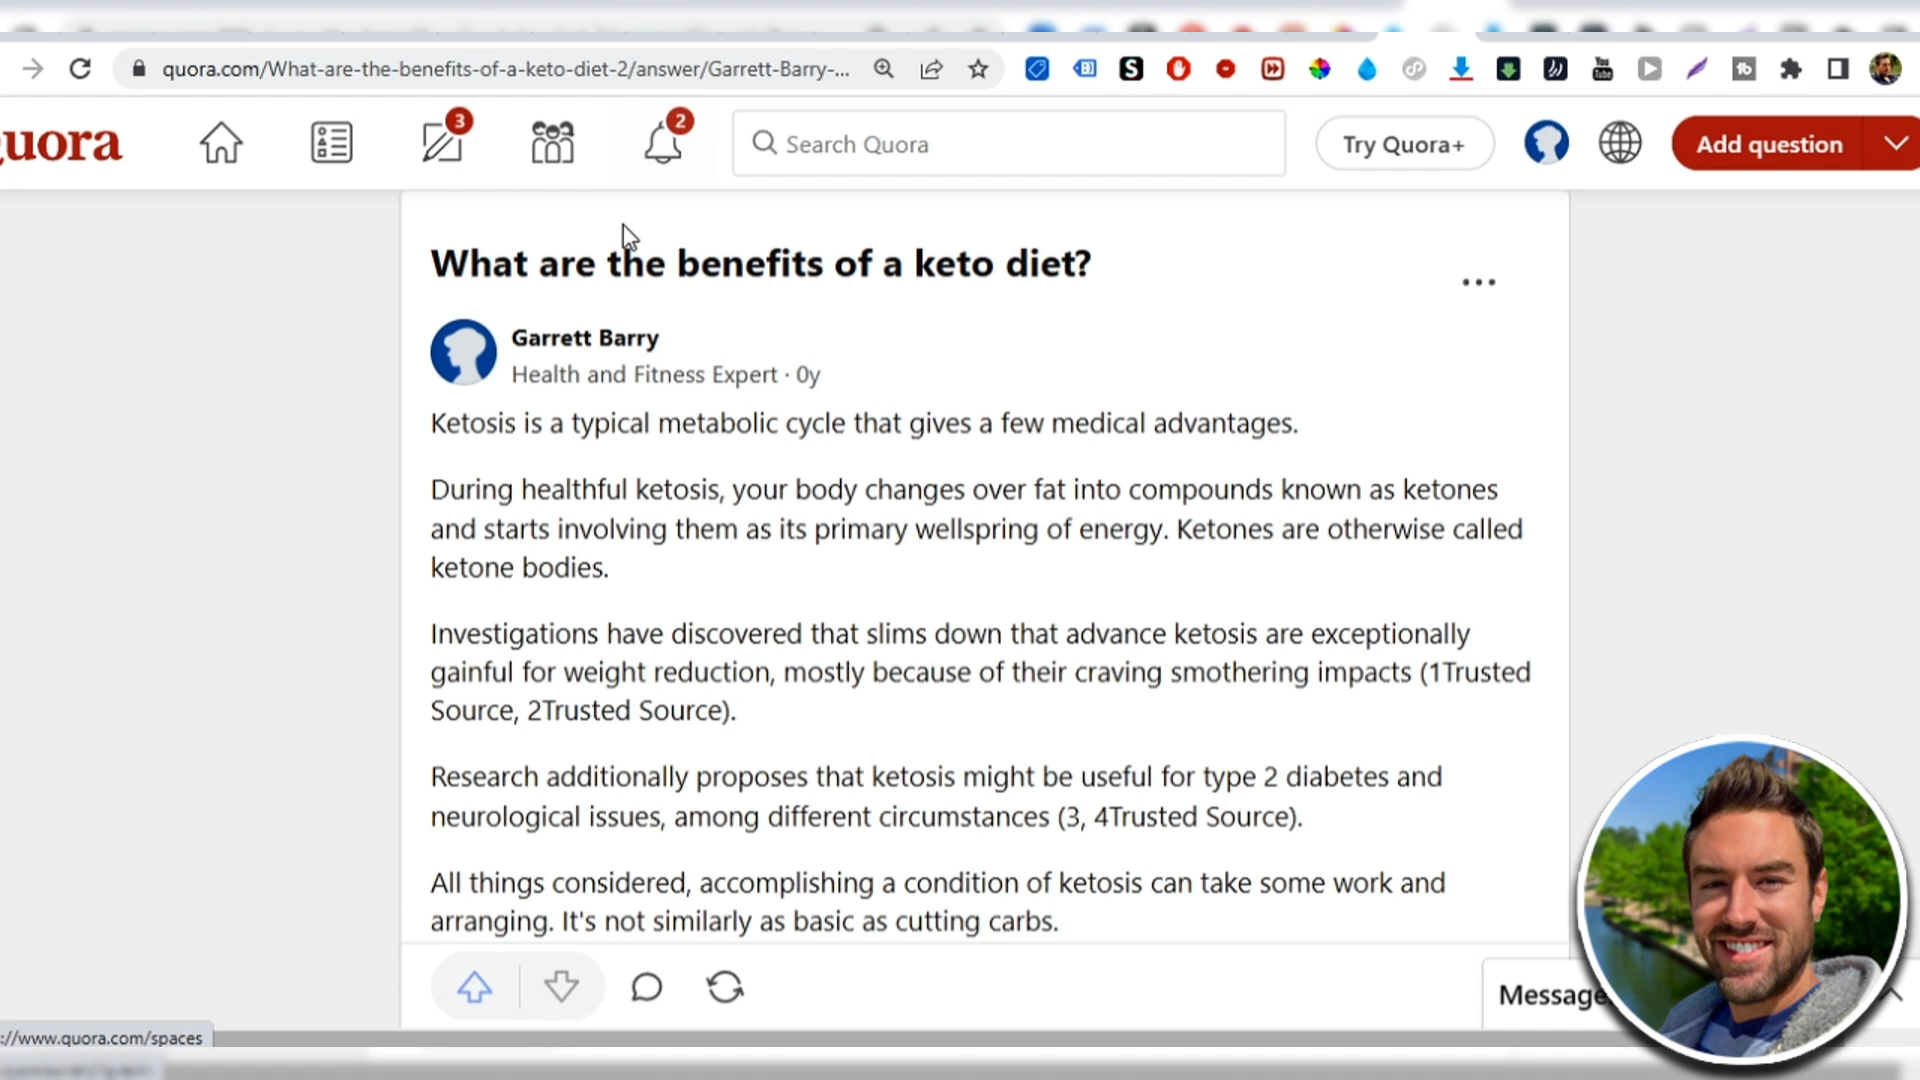 quora.com/What-are-the-benefits-of-a-keto-diet-2/answer/Garrett-Barry-...
uora
3
2
Search Quora
Try Quora+
Add question
What are the benefits of a keto diet?
Garrett Barry
Health and Fitness Expert · 0y
Ketosis is a typical metabolic cycle that gives a few medical advantages.
During healthful ketosis, your body changes over fat into compounds known as ketones
and starts involving them as its primary wellspring of energy. Ketones are otherwise called
ketone bodies.
Investigations have discovered that slims down that advance ketosis are exceptionally
gainful for weight reduction, mostly because of their craving smothering impacts (1Trusted
Source, 2Trusted Source).
Research additionally proposes that ketosis might be useful for type 2 diabetes and
neurological issues, among different circumstances (3, 4Trusted Source).
All things considered, accomplishing a condition of ketosis can take some work and
arranging. It's not similarly as basic as cutting carbs.
Message
://www.quora.com/spaces